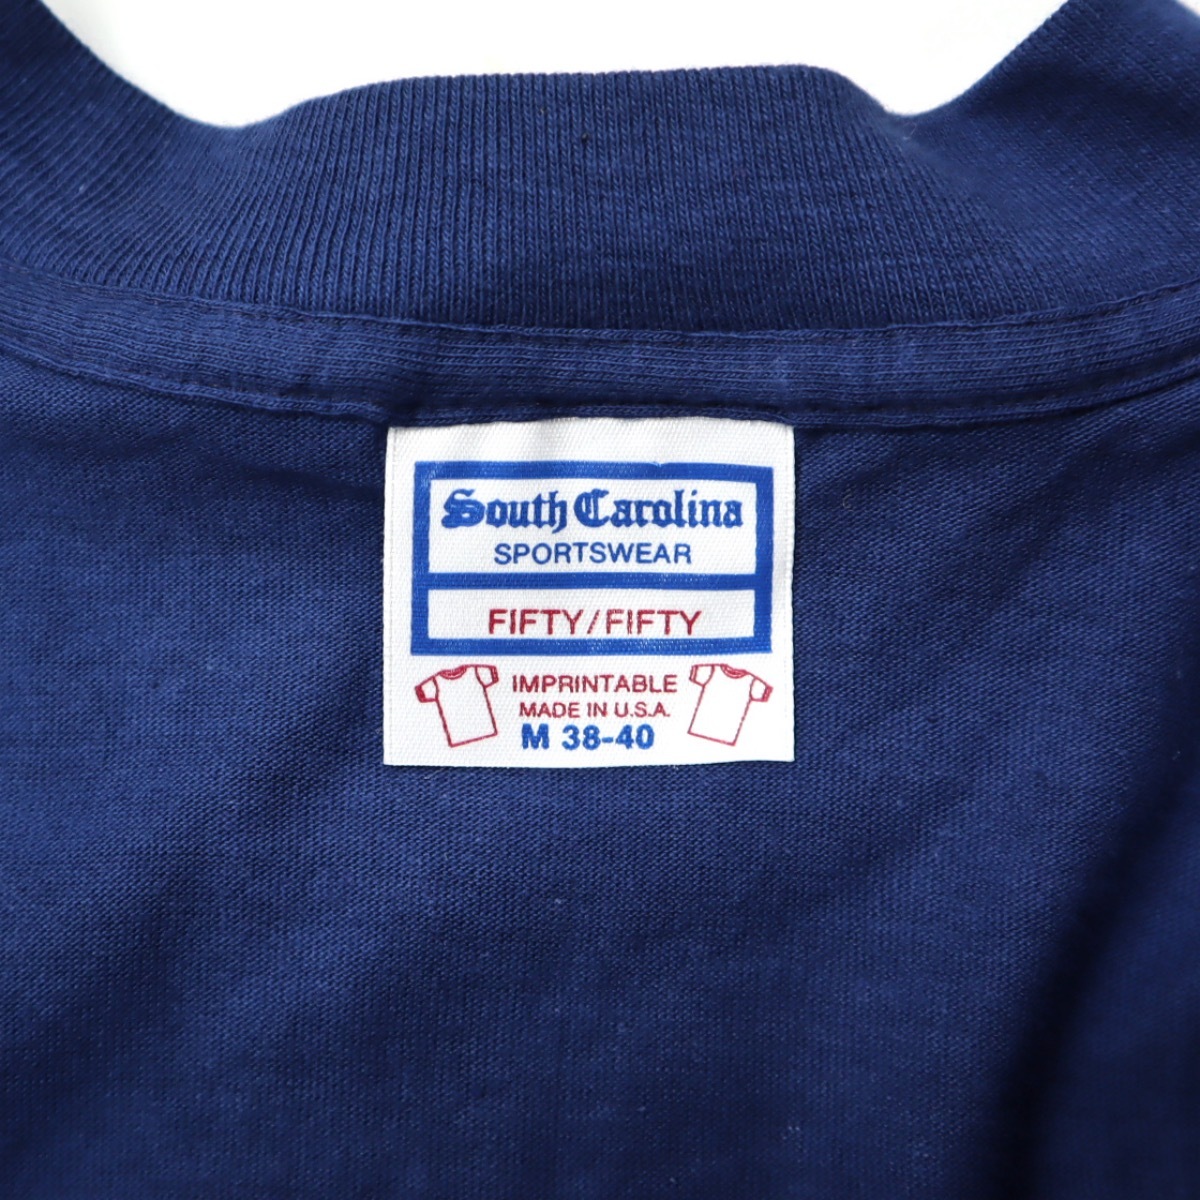 South Carolina
SPORTSWEAR
FIFTY/FIFTY
IMPRINTABLE
MADE IN U.S.A.
M 38-40